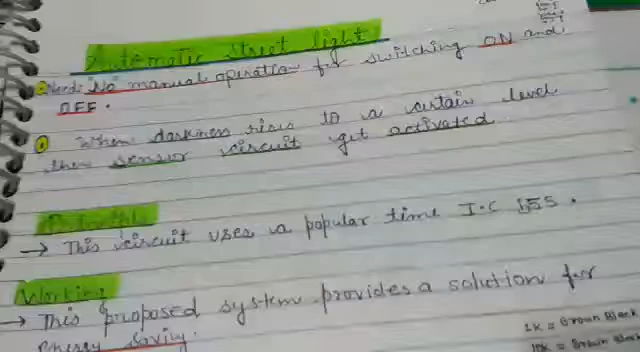 Automatic street light
Needs No manual operation for switching ON and
OFF.
When darkness rises to a certain level
then sensor circuit get activated.
→ This circuit uses a popular time I.C 555.
Working
→ This proposed system provides a solution for
energy saving.
1K = Brown Black
10K = Brown Black